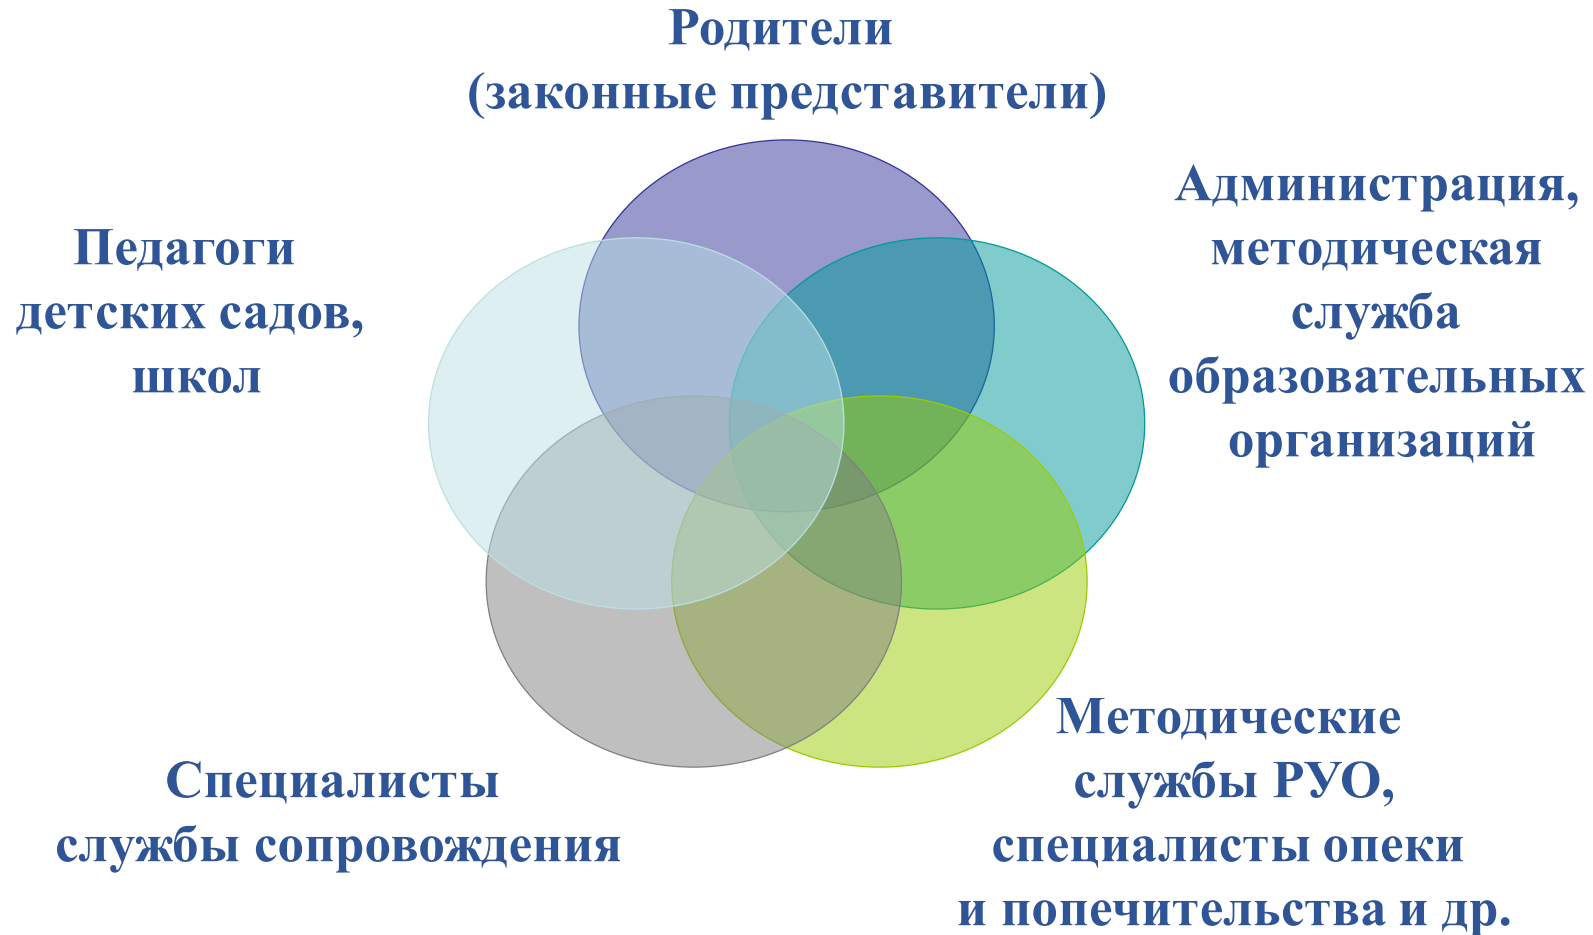 Родители
(законные представители)
Администрация,
методическая
служба
образовательных
организаций
Педагоги
детских садов,
школ
Методические
службы РУО,
специалисты опеки
и попечительства и др.
Специалисты
службы сопровождения